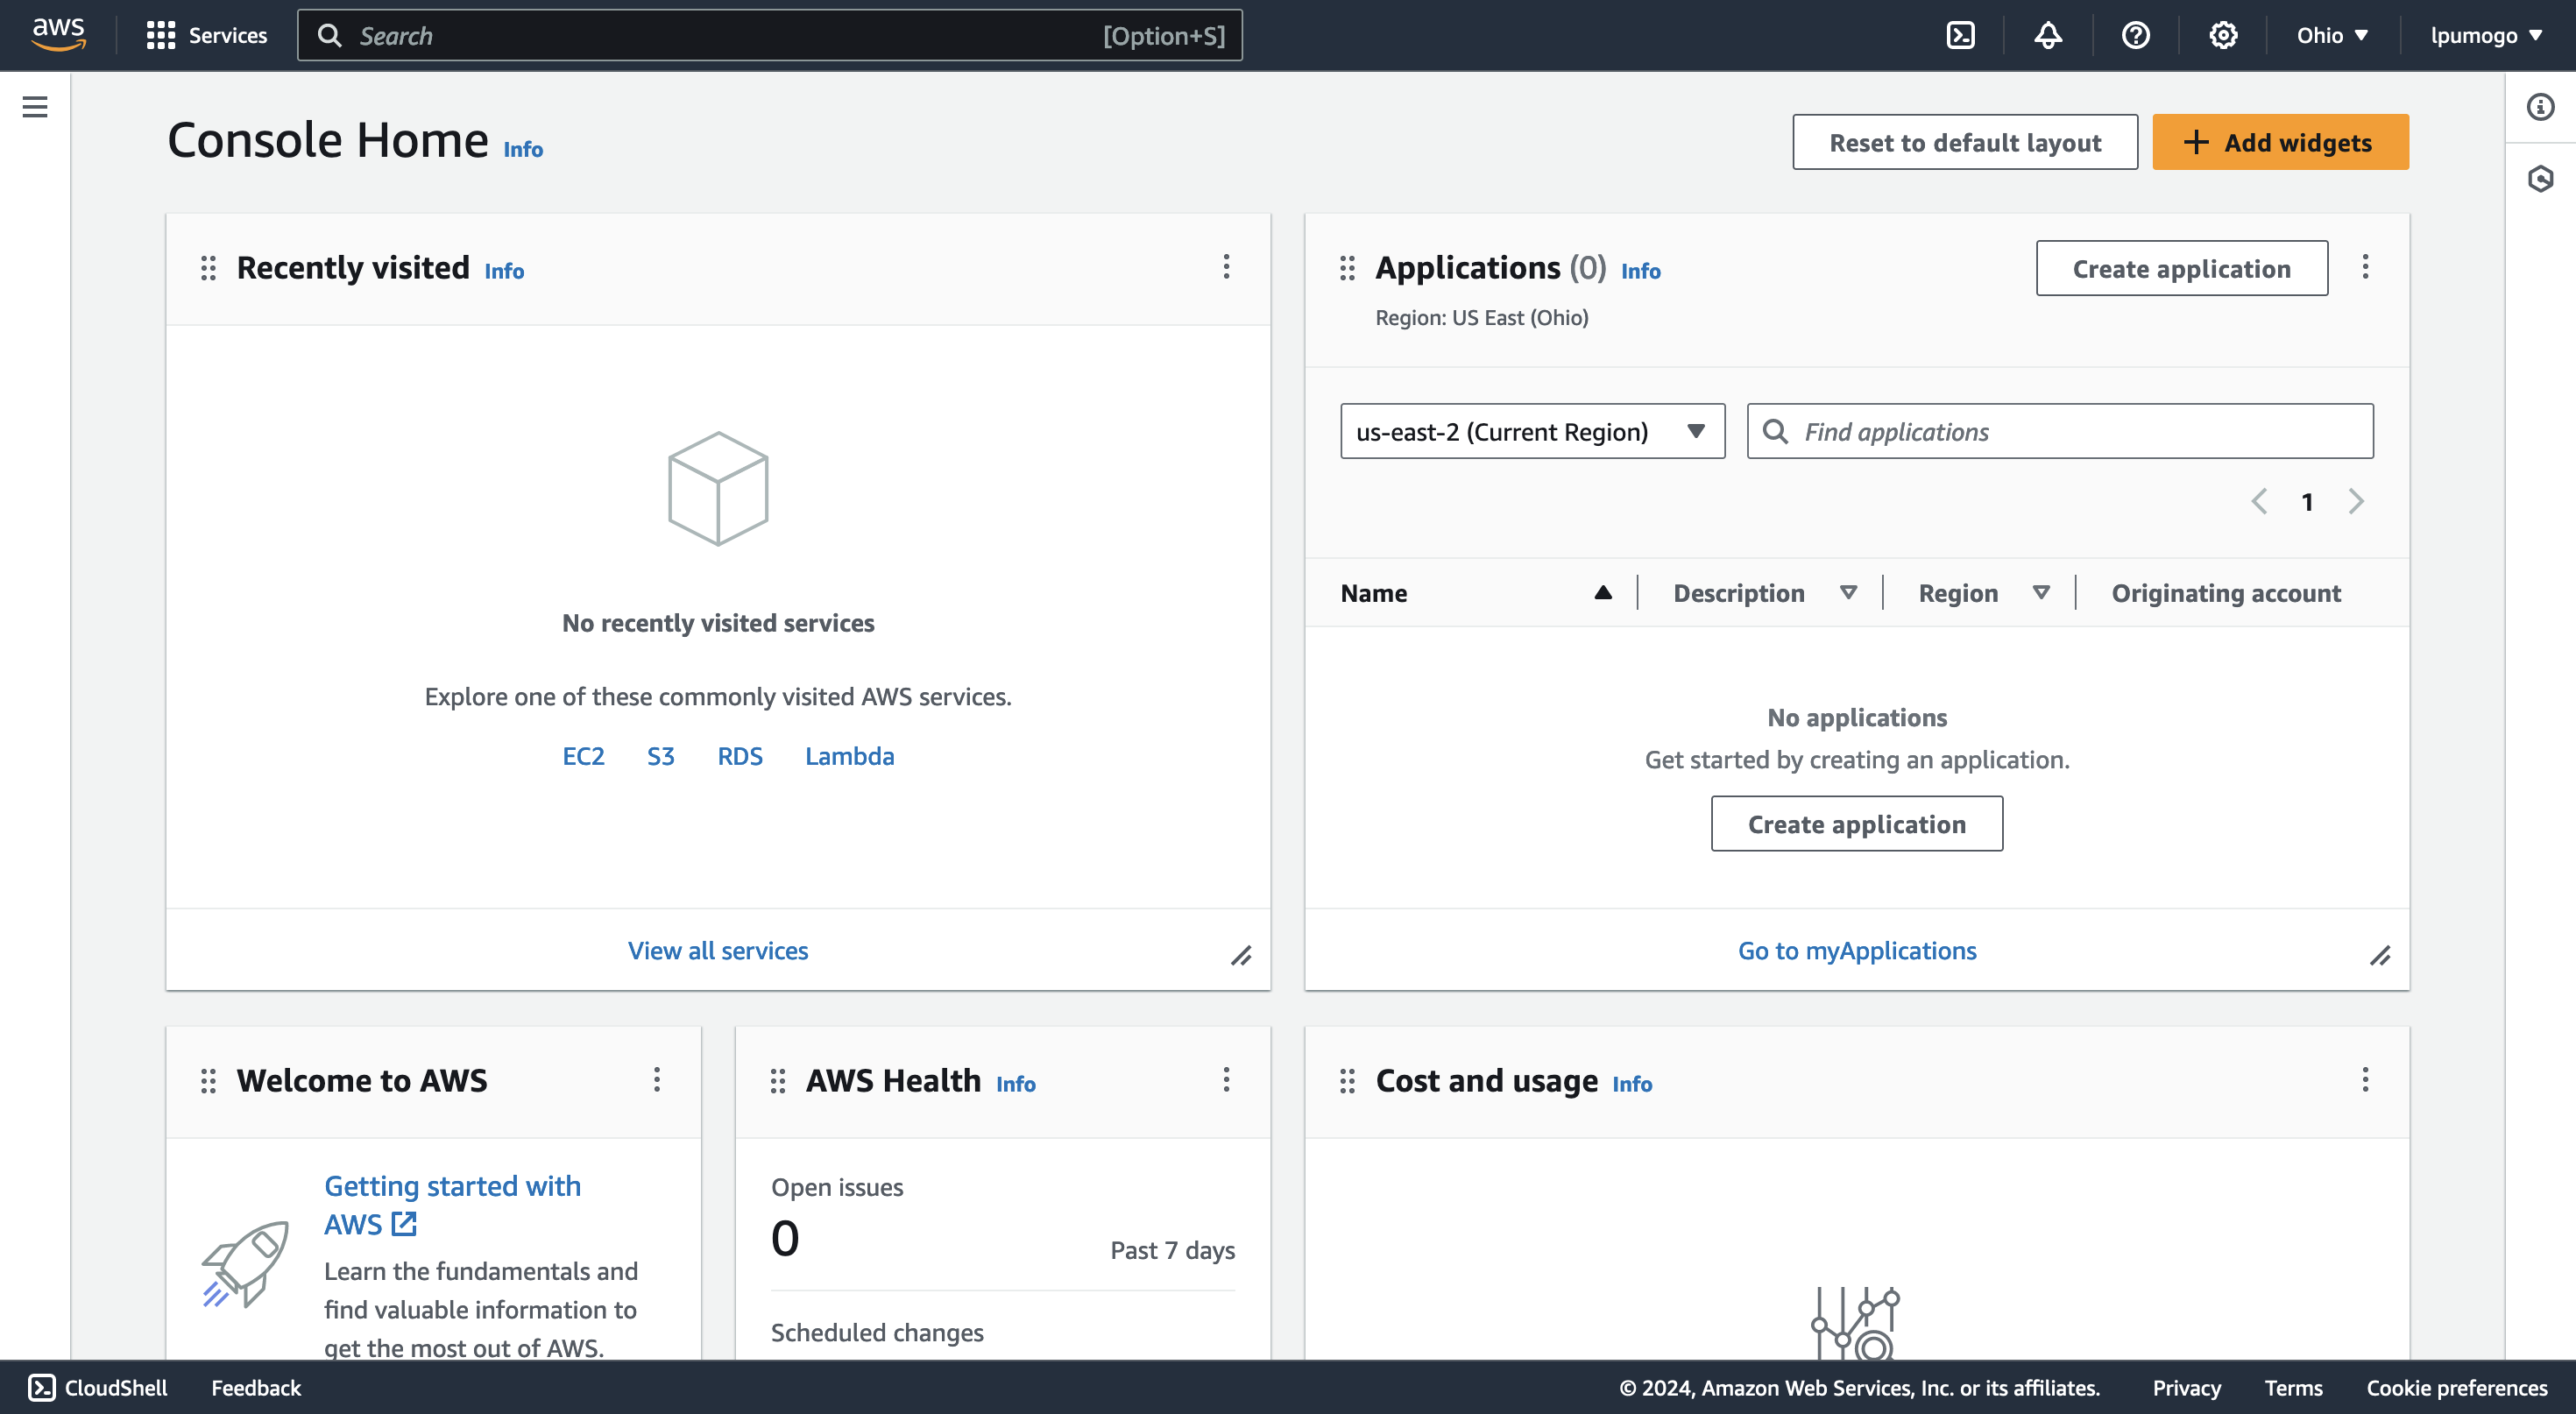 aws
Services
Search
[Option+S]
Ohio
lpumogo
Console Home Info
Reset to default layout
Add widgets
Recently visited Info
No recently visited services
Explore one of these commonly visited AWS services.
EC2 S3 RDS Lambda
View all services
Applications (0) Info
Region: US East (Ohio)
Create application
us-east-2 (Current Region)
Find applications
1
Name Description Region Originating account
No applications
Get started by creating an application.
Create application
Go to myApplications
Welcome to AWS
Getting started with
AWS
Learn the fundamentals and
find valuable information to
get the most out of AWS.
AWS Health Info
Open issues
0
Past 7 days
Scheduled changes
Cost and usage Info
CloudShell
Feedback
© 2024, Amazon Web Services, Inc. or its affiliates.
Privacy
Terms
Cookie preferences